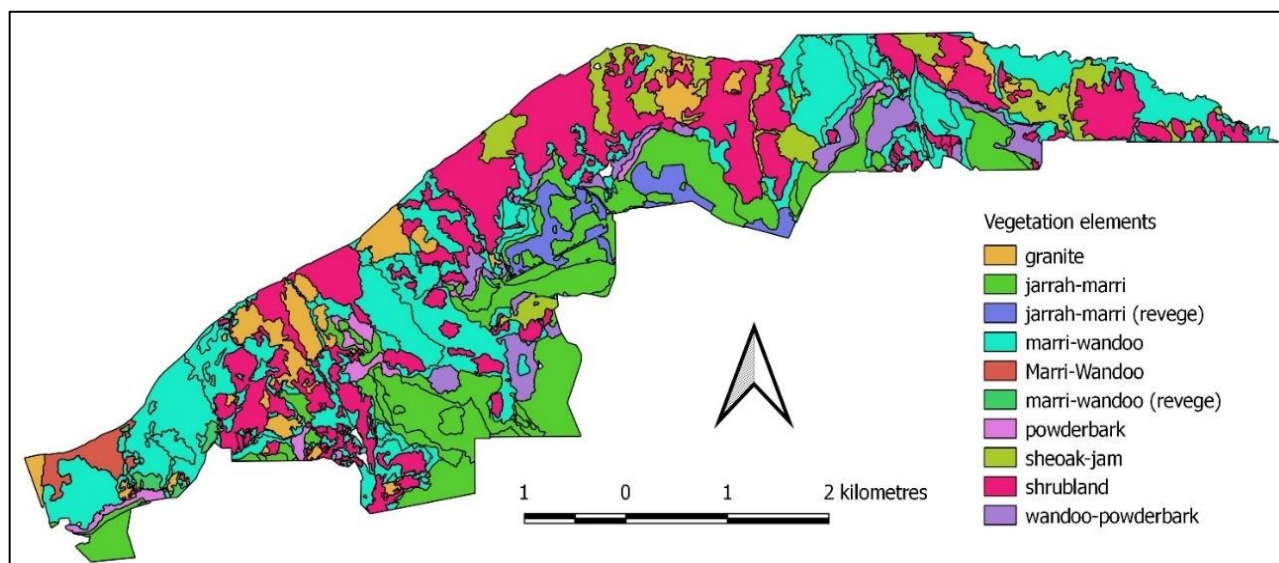 Vegetation elements
granite
jarrah-marri
jarrah-marri (revege)
marri-wandoo
Marri-Wandoo
marri-wandoo (revege)
powderbark
sheoak-jam
shrubland
wandoo-powderbark
1 0 1 2 kilometres